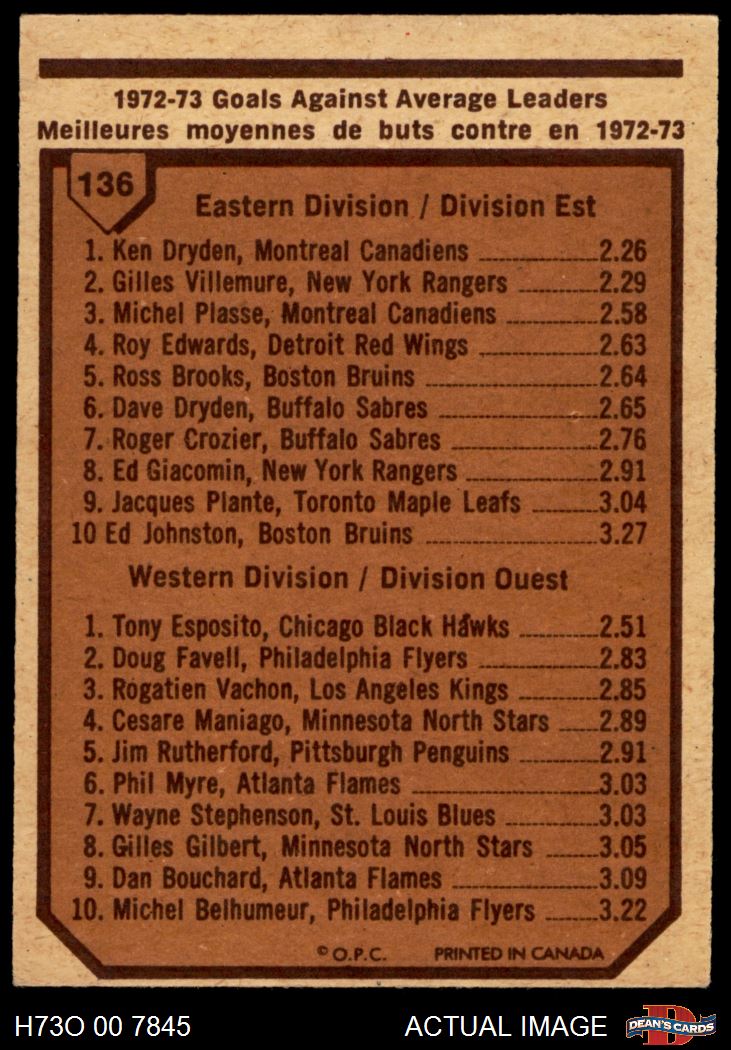 1972-73 Goals Against Average Leaders
Meilleures moyennes de buts contre en 1972-73
136
Eastern Division / Division Est
1. Ken Dryden, Montreal Canadiens 2.26
2. Gilles Villemure, New York Rangers 2.29
3. Michel Plasse, Montreal Canadiens 2.58
4. Roy Edwards, Detroit Red Wings 2.63
5. Ross Brooks, Boston Bruins 2.64
6. Dave Dryden, Buffalo Sabres 2.65
7. Roger Crozier, Buffalo Sabres 2.76
8. Ed Giacomin, New York Rangers 2.91
9. Jacques Plante, Toronto Maple Leafs 3.04
10 Ed Johnston, Boston Bruins 3.27
Western Division / Division Ouest
1. Tony Esposito, Chicago Black Hawks 2.51
2. Doug Favell, Philadelphia Flyers 2.83
3. Rogatien Vachon, Los Angeles Kings 2.85
4. Cesare Maniago, Minnesota North Stars 2.89
5. Jim Rutherford, Pittsburgh Penguins 2.91
6. Phil Myre, Atlanta Flames 3.03
7. Wayne Stephenson, St. Louis Blues 3.03
8. Gilles Gilbert, Minnesota North Stars 3.05
9. Dan Bouchard, Atlanta Flames 3.09
10. Michel Belhumeur, Philadelphia Flyers 3.22
© O.P.C. PRINTED IN CANADA
H73O 00 7845 ACTUAL IMAGE DEAN'S CARDS